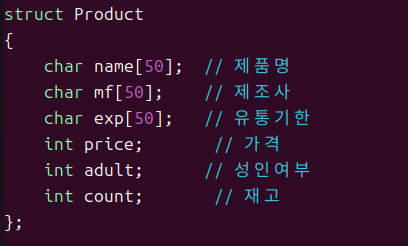 struct Product
{
    char name[50];  // 제품명
    char mf[50];    // 제조사
    char exp[50];   // 유통기한
    int price;       // 가격
    int adult;      // 성인여부
    int count;       // 재고
};